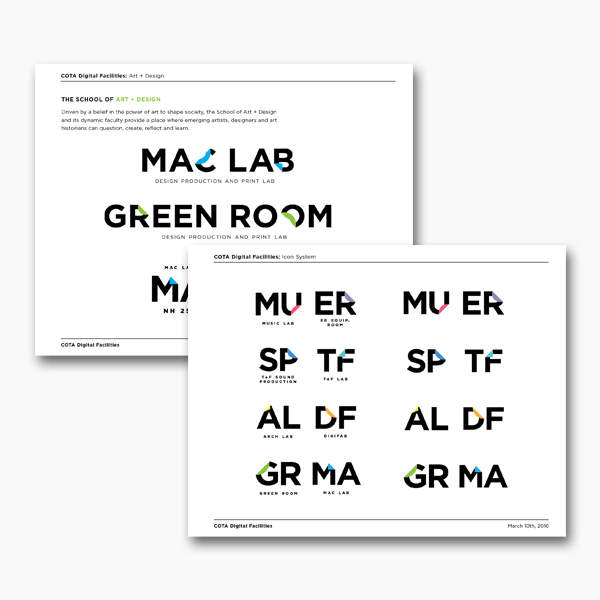 COTA Digital Facilities: Art + Design
THE SCHOOL OF ART + DESIGN
Driven by a belief in the power of art to shape society, the School of Art + Design
and its dynamic faculty provide a place where emerging artists, designers and art
historians can question, create, reflect and learn.
MAC LAB
DESIGN PRODUCTION AND PRINT LAB
GREEN ROOM
DESIGN PRODUCTION AND PRINT LAB
MAC LA
MA
NH 25
COTA Digital Facilities
COTA Digital Facilities: Icon System
MU ER MU ER
MUSIC LAB ER EQUIP.
ROOM
SP TF SP TF
T+F SOUND T+F LAB
PRODUCTION
AL DF AL DF
ARCH LAB DIGIFAB
GR MA GR MA
GREEN ROOM MAC LAB
COTA Digital Facilities March 10th, 2016